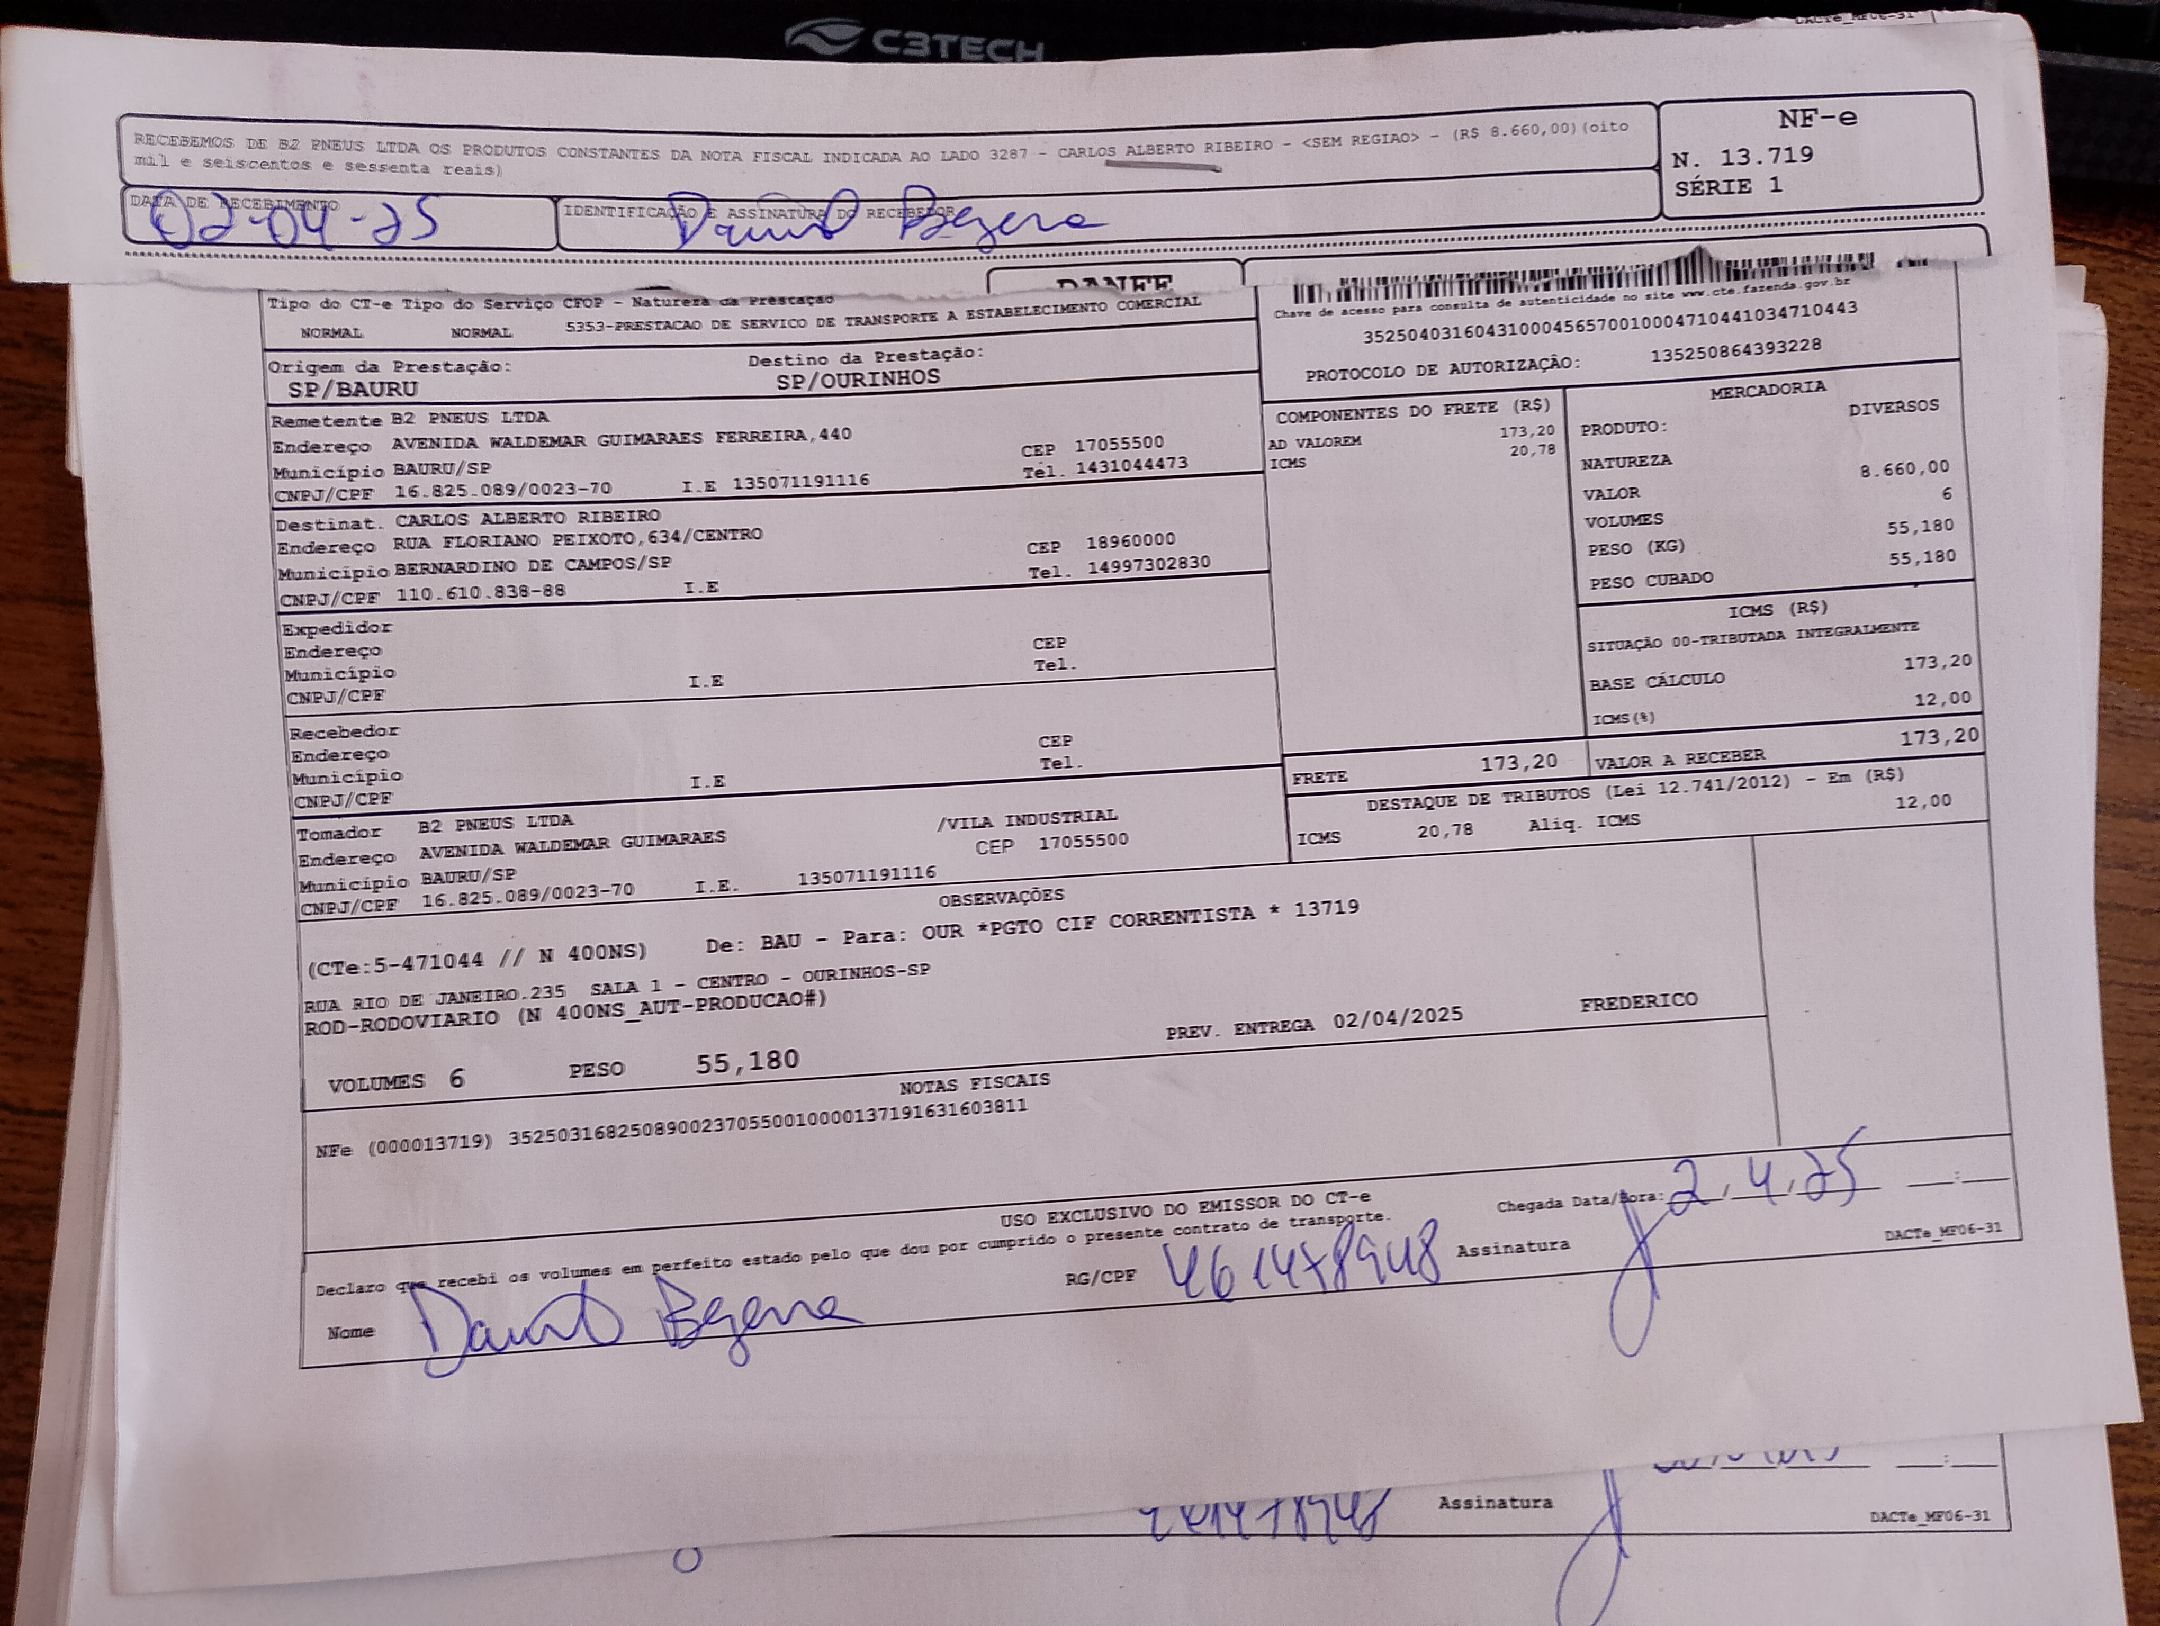 DACTe_MF06-31
C3TECH
RECEBEMOS DE B2 PNEUS LTDA OS PRODUTOS CONSTANTES DA NOTA FISCAL INDICADA AO LADO 3287 - CARLOS ALBERTO RIBEIRO - <SEM REGIAO> - (R$ 8.660,00)(oito
mil e seiscentos e sessenta reais)
NF-e
N. 13.719
SÉRIE 1
DATA DE RECEBIMENTO
02-04-25
IDENTIFICAÇÃO E ASSINATURA DO RECEBEDOR
DANFE
Tipo do CT-e Tipo do Serviço CFOP - Natureza da Prestação
NORMAL NORMAL 5353-PRESTACAO DE SERVICO DE TRANSPORTE A ESTABELECIMENTO COMERCIAL
Chave de acesso para consulta de autenticidade no site www.cte.fazenda.gov.br
35250403160431000456570010004710441034710443
PROTOCOLO DE AUTORIZAÇÃO: 135250864393228
Origem da Prestação: Destino da Prestação:
SP/BAURU SP/OURINHOS
Remetente B2 PNEUS LTDA
Endereço AVENIDA WALDEMAR GUIMARAES FERREIRA,440 CEP 17055500
Município BAURU/SP Tel. 1431044473
CNPJ/CPF 16.825.089/0023-70 I.E 135071191116
Destinat. CARLOS ALBERTO RIBEIRO
Endereço RUA FLORIANO PEIXOTO,634/CENTRO CEP 18960000
Município BERNARDINO DE CAMPOS/SP Tel. 14997302830
CNPJ/CPF 110.610.838-88 I.E
Expedidor
Endereço CEP
Município Tel.
CNPJ/CPF I.E
Recebedor
Endereço CEP
Município Tel.
CNPJ/CPF I.E
Tomador B2 PNEUS LTDA /VILA INDUSTRIAL
Endereço AVENIDA WALDEMAR GUIMARAES CEP 17055500
Município BAURU/SP
CNPJ/CPF 16.825.089/0023-70 I.E. 135071191116
COMPONENTES DO FRETE (R$)
AD VALOREM 173,20
ICMS 20,78
MERCADORIA
PRODUTO: DIVERSOS
NATUREZA
VALOR 8.660,00
VOLUMES 6
PESO (KG) 55,180
PESO CUBADO 55,180
ICMS (R$)
SITUAÇÃO 00-TRIBUTADA INTEGRALMENTE
BASE CÁLCULO 173,20
ICMS(%) 12,00
FRETE 173,20 VALOR A RECEBER 173,20
DESTAQUE DE TRIBUTOS (Lei 12.741/2012) - Em (R$)
ICMS 20,78 Aliq. ICMS 12,00
OBSERVAÇÕES
(CTe:5-471044 // N 400NS) De: BAU - Para: OUR *PGTO CIF CORRENTISTA * 13719
RUA RIO DE JANEIRO.235 SALA 1 - CENTRO - OURINHOS-SP
ROD-RODOVIARIO (N 400NS_AUT-PRODUCAO#)
PREV. ENTREGA 02/04/2025 FREDERICO
VOLUMES 6 PESO 55,180
NOTAS FISCAIS
NFe (000013719) 35250316825089002370550010000137191631603811
USO EXCLUSIVO DO EMISSOR DO CT-e
Declaro que recebi os volumes em perfeito estado pelo que dou por cumprido o presente contrato de transporte.
Chegada Data/Hora: 2/4/25 __:__
Nome RG/CPF Assinatura
DACTe_MF06-31
Assinatura
DACTe_MF06-31